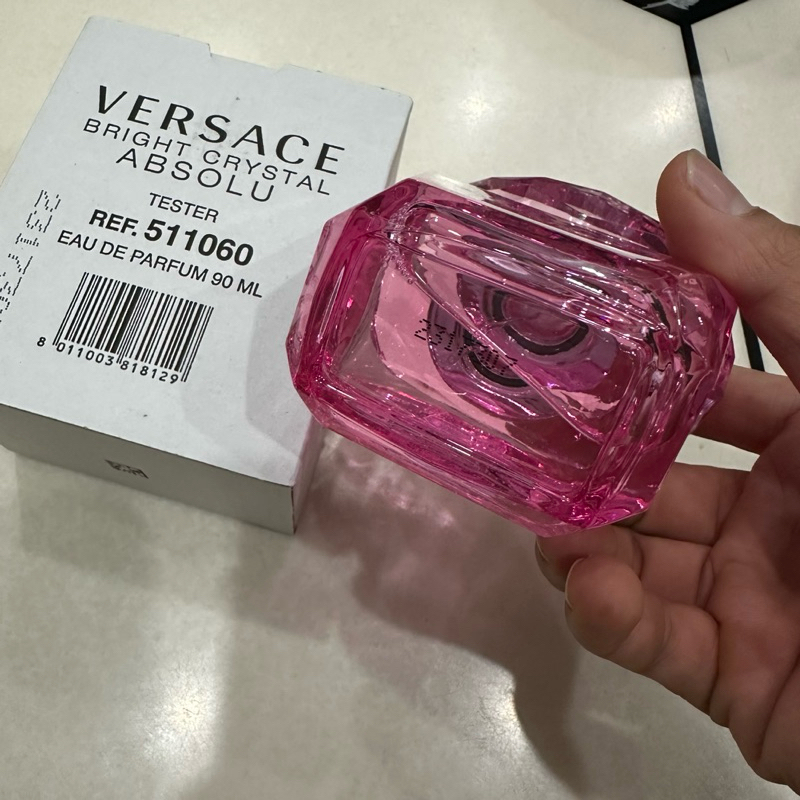 VERSACE
BRIGHT CRYSTAL
ABSOLU
TESTER
REF. 511060
EAU DE PARFUM 90 ML
8 011003 818129